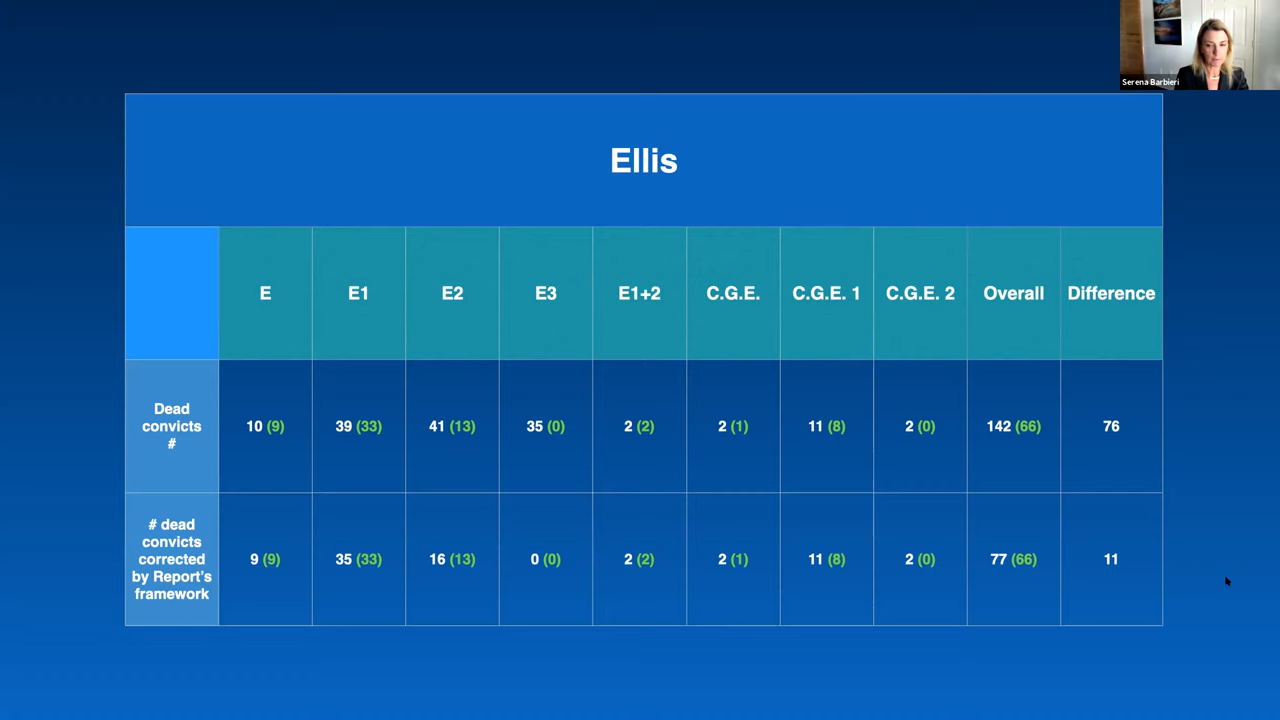 Serena Barbieri
Ellis
E E1 E2 E3 E1+2 C.G.E. C.G.E. 1 C.G.E. 2 Overall Difference
Dead
convicts
#
10 (9) 39 (33) 41 (13) 35 (0) 2 (2) 2 (1) 11 (8) 2 (0) 142 (66) 76
# dead
convicts
corrected
by Report's
framework
9 (9) 35 (33) 16 (13) 0 (0) 2 (2) 2 (1) 11 (8) 2 (0) 77 (66) 11